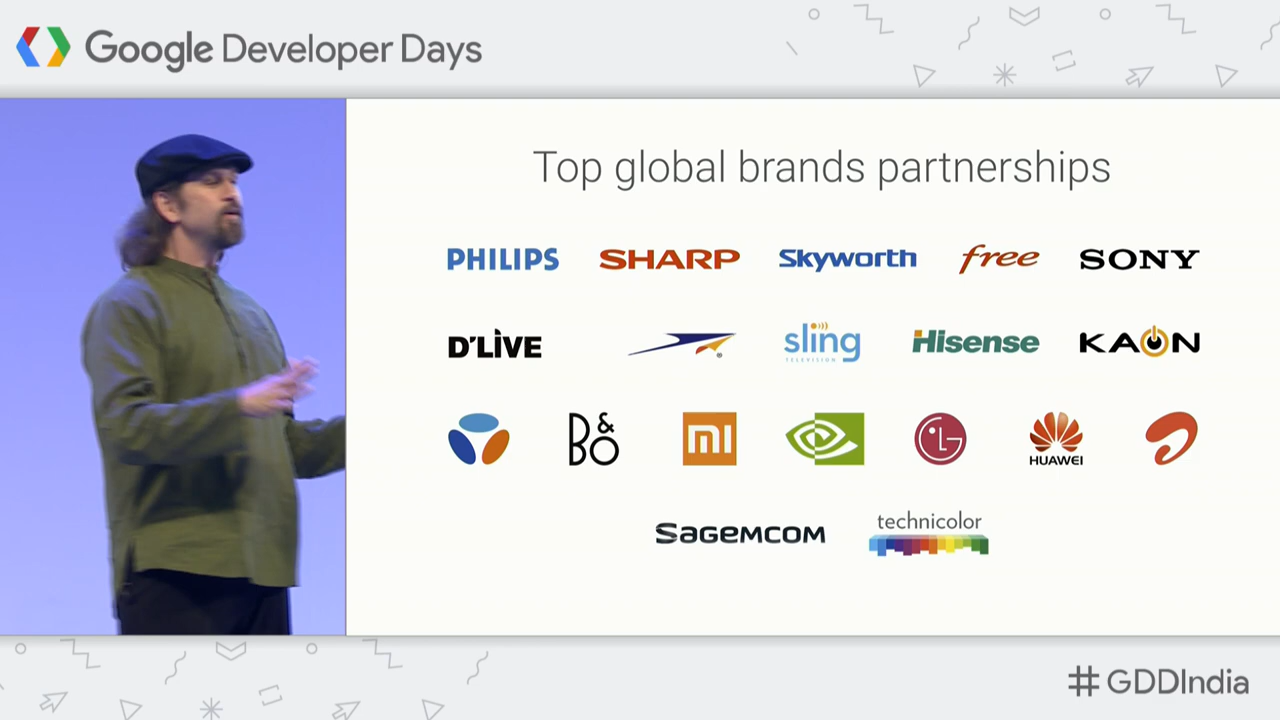 Google Developer Days
Top global brands partnerships
PHILIPS SHARP Skyworth free SONY
D'LIVE sling TELEVISION Hisense KAON
B&O MI LG HUAWEI
SAGEMCOM technicolor
#GDDIndia